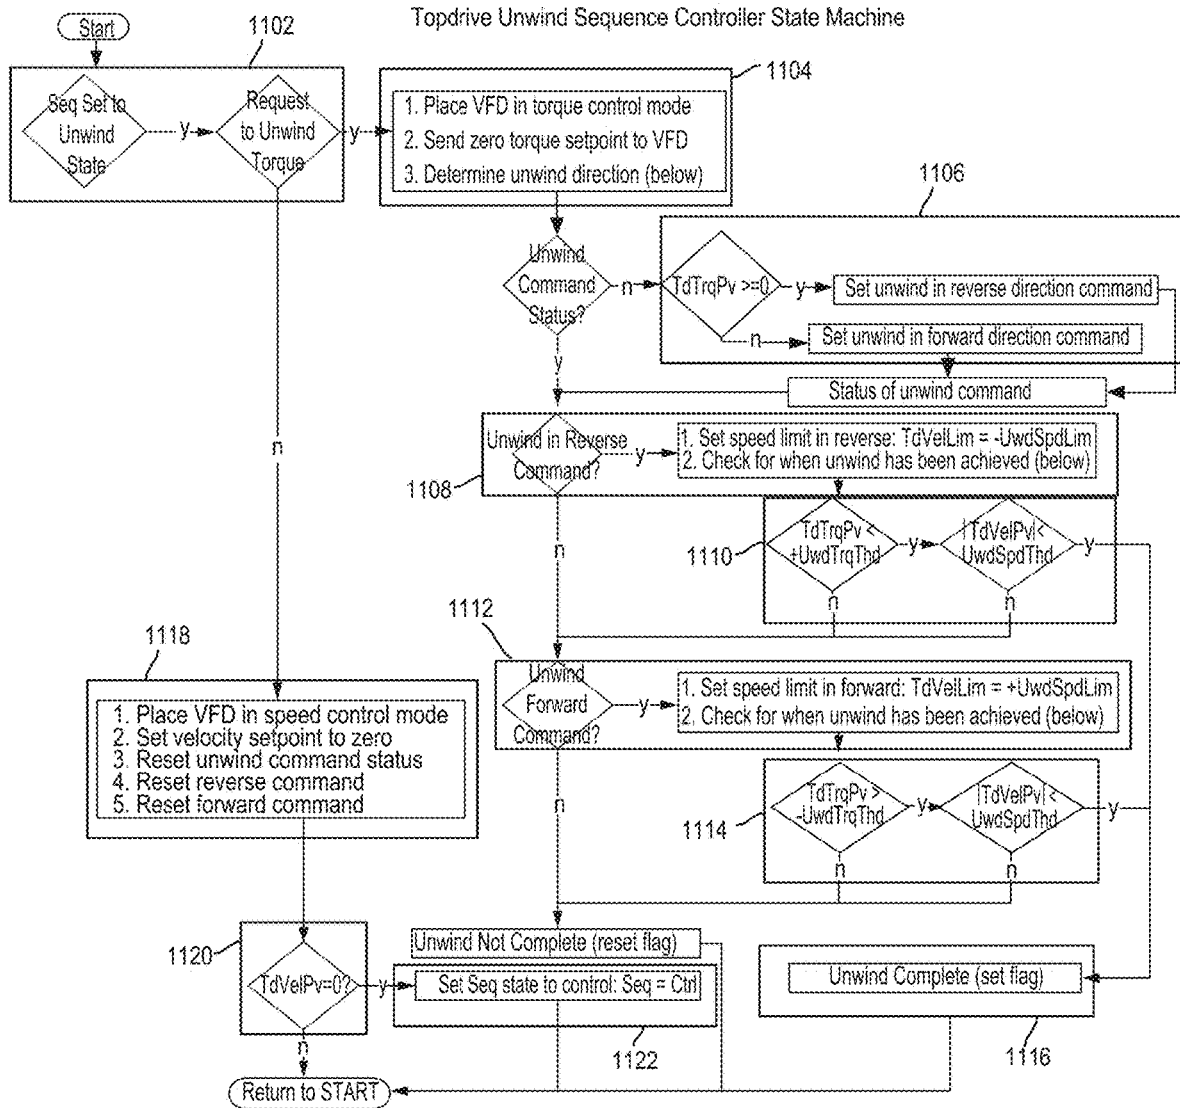 Topdrive Unwind Sequence Controller State Machine
Start
1102
Seq Set to
Unwind
State
y
Request
to Unwind
Torque
y
1104
1. Place VFD in torque control mode
2. Send zero torque setpoint to VFD
3. Determine unwind direction (below)
1106
Unwind
Command
Status?
n
TdTrqPv >=0
y
Set unwind in reverse direction command
n
Set unwind in forward direction command
y
Status of unwind command
n
Unwind in Reverse
Command?
y
1. Set speed limit in reverse: TdVelLim = -UwdSpdLim
2. Check for when unwind has been achieved (below)
1108
n
1110
TdTrqPv <
+UwdTrqThd
y
|TdVelPv|<
UwdSpdThd
y
n
n
1112
Unwind
Forward
Command?
y
1. Set speed limit in forward: TdVelLim = +UwdSpdLim
2. Check for when unwind has been achieved (below)
1118
1. Place VFD in speed control mode
2. Set velocity setpoint to zero
3. Reset unwind command status
4. Reset reverse command
5. Reset forward command
n
1114
TdTrqPv >
-UwdTrqThd
y
|TdVelPv|<
UwdSpdThd
y
n
n
1120
TdVelPv=0?
y
Unwind Not Complete (reset flag)
Set Seq state to control: Seq = Ctrl
1122
Unwind Complete (set flag)
1116
n
Return to START